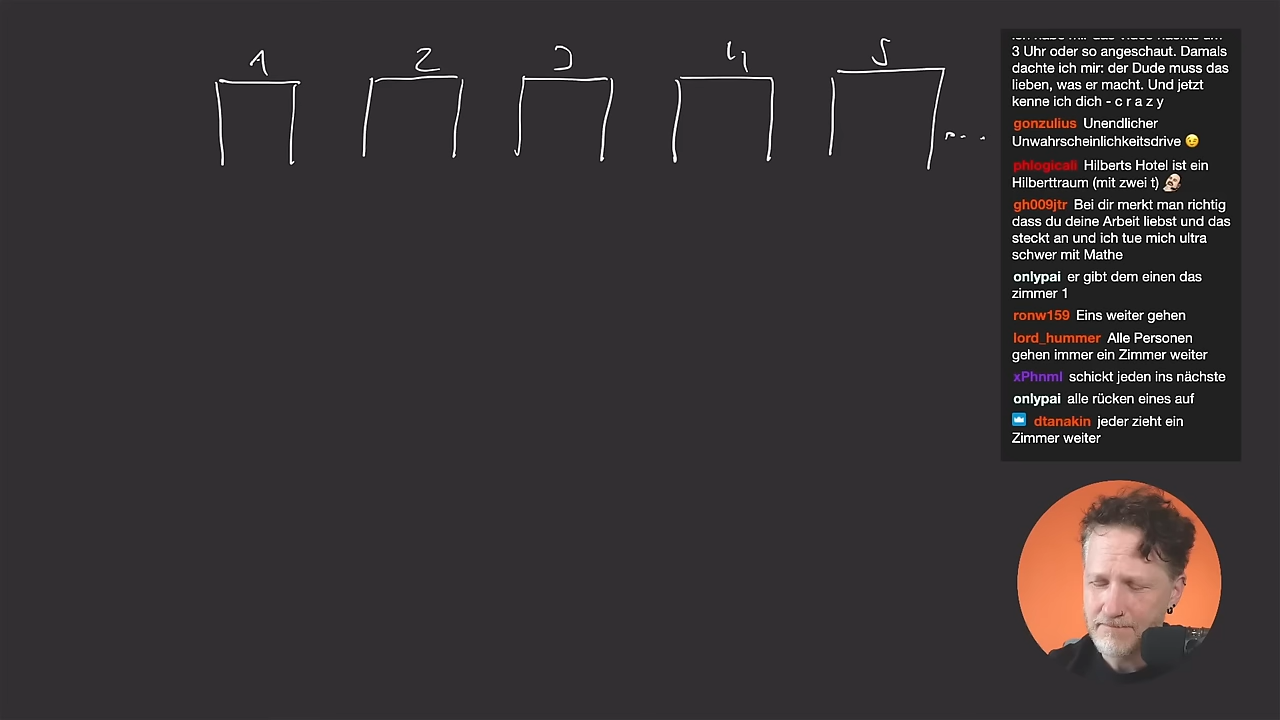 1 2 3 4 5
...
3 Uhr oder so angeschaut. Damals
dachte ich mir: der Dude muss das
lieben, was er macht. Und jetzt
kenne ich dich - c r a z y
gonzulius Unendlicher
Unwahrscheinlichkeitsdrive 😉
phlogicali Hilberts Hotel ist ein
Hilberttraum (mit zwei t)
gh009jtr Bei dir merkt man richtig
dass du deine Arbeit liebst und das
steckt an und ich tue mich ultra
schwer mit Mathe
onlypai er gibt dem einen das
zimmer 1
ronw159 Eins weiter gehen
lord_hummer Alle Personen
gehen immer ein Zimmer weiter
xPhnml schickt jeden ins nächste
onlypai alle rücken eines auf
dtanakin jeder zieht ein
Zimmer weiter